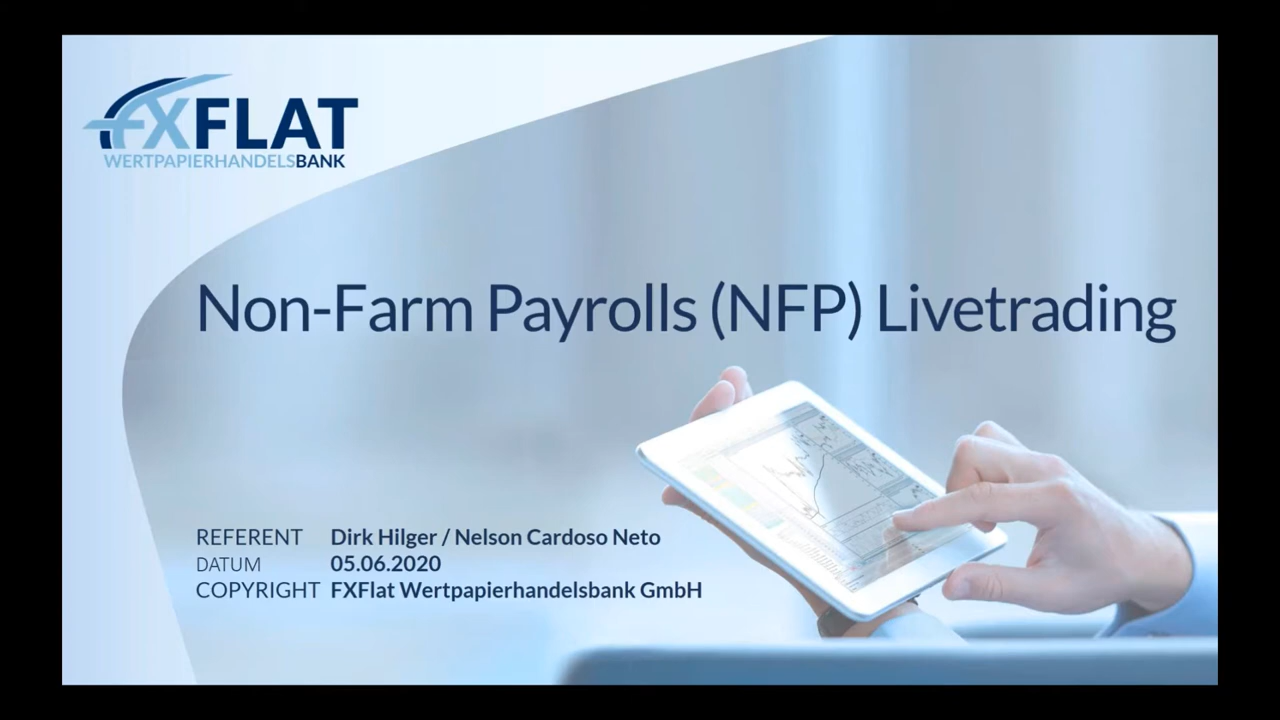 FXFLAT
WERTPAPIERHANDELSBANK
Non-Farm Payrolls (NFP) Livetrading
REFERENT Dirk Hilger / Nelson Cardoso Neto
DATUM 05.06.2020
COPYRIGHT FXFlat Wertpapierhandelsbank GmbH